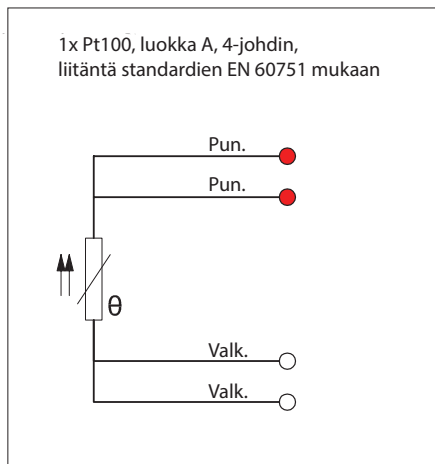 1x Pt100, luokka A, 4-johdin,
liitäntä standardien EN 60751 mukaan
Pun.
Pun.
θ
Valk.
Valk.